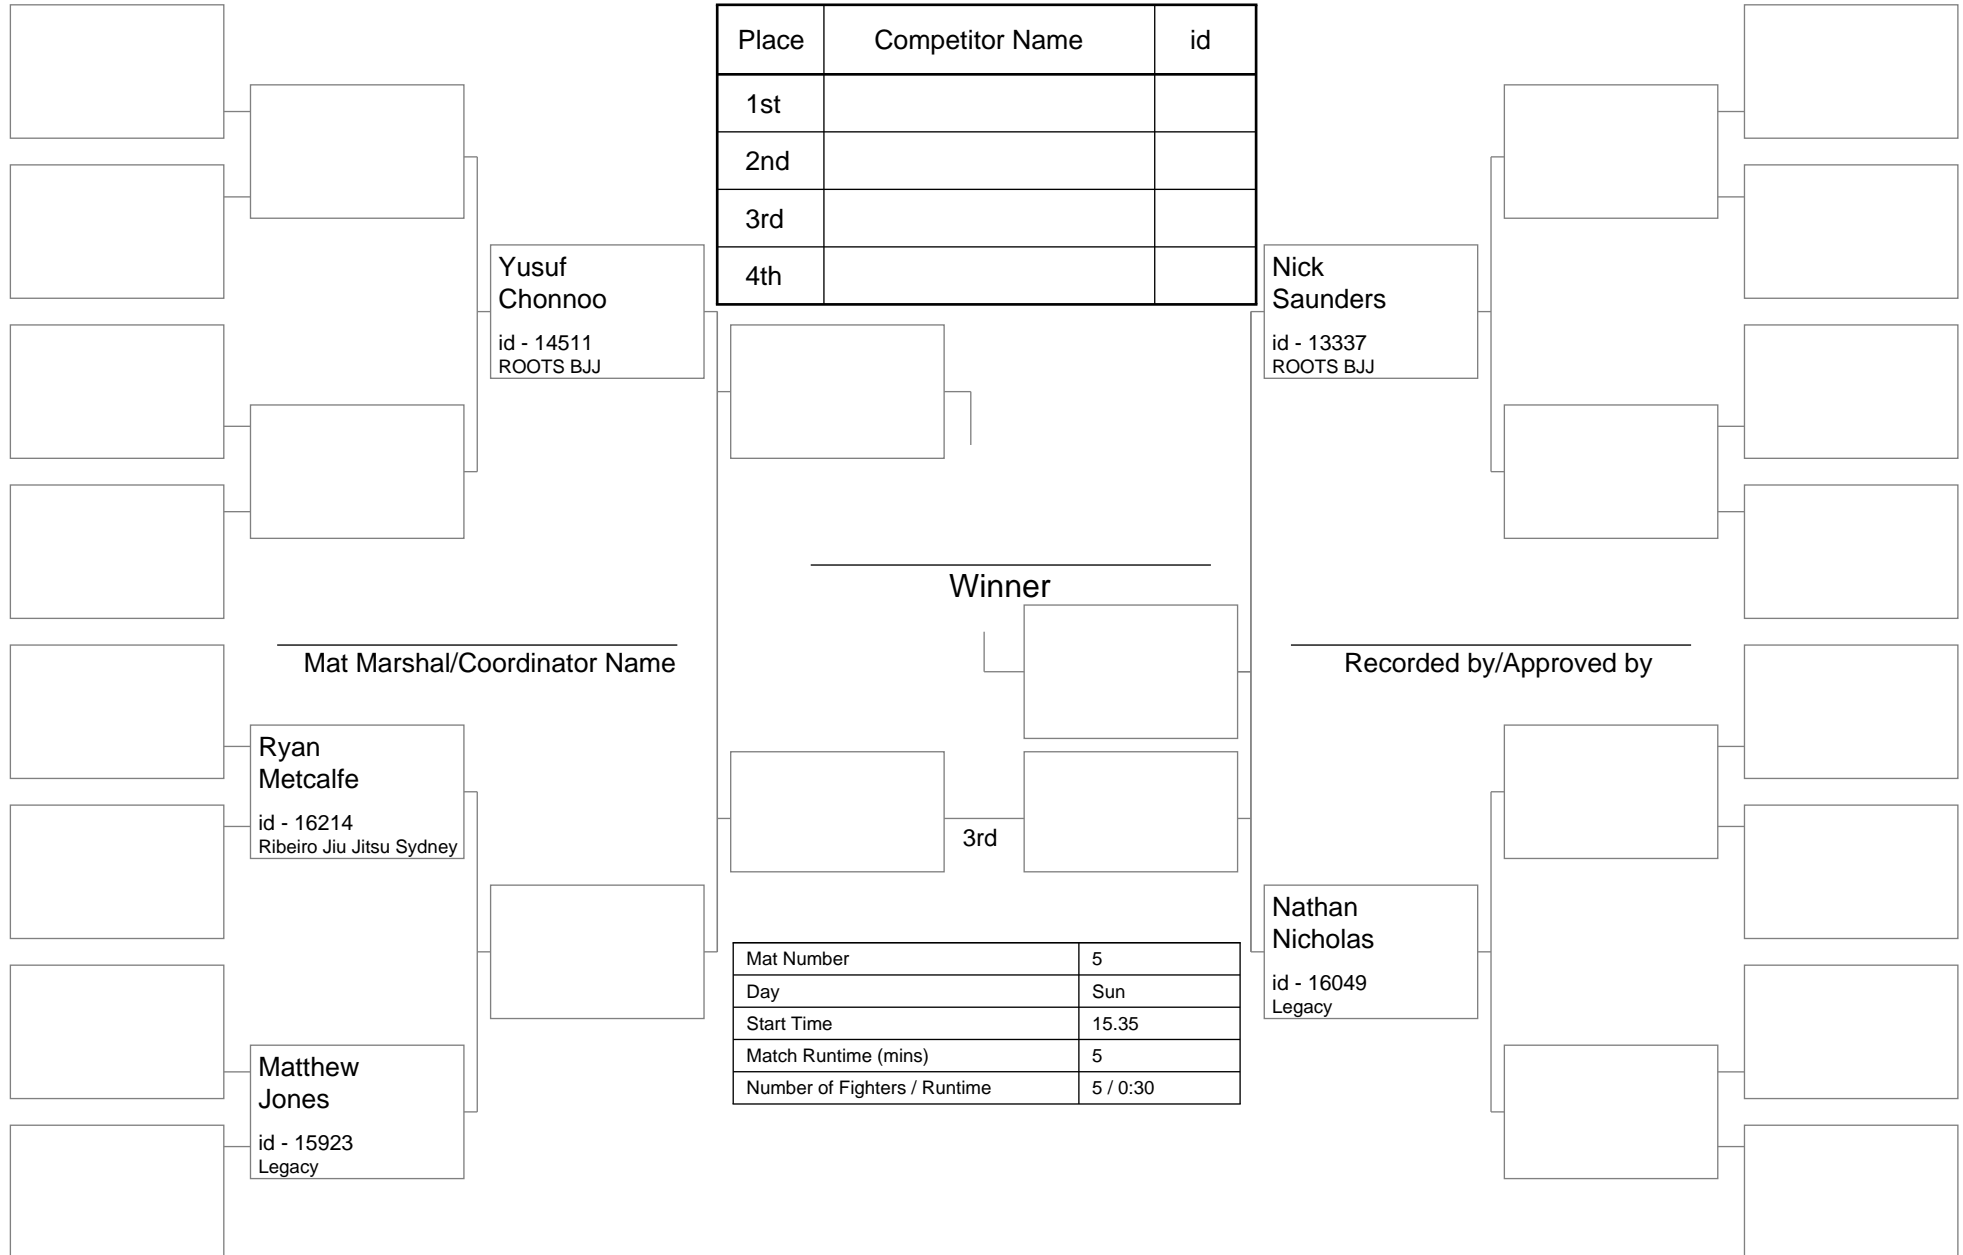 Place Competitor Name id
1st
2nd
3rd
4th
Yusuf
Chonnoo
id - 14511
ROOTS BJJ
Nick
Saunders
id - 13337
ROOTS BJJ
Winner
Mat Marshal/Coordinator Name
Recorded by/Approved by
Ryan
Metcalfe
id - 16214
Ribeiro Jiu Jitsu Sydney
3rd
Nathan
Nicholas
id - 16049
Legacy
Mat Number 5
Day Sun
Start Time 15.35
Match Runtime (mins) 5
Number of Fighters / Runtime 5 / 0:30
Matthew
Jones
id - 15923
Legacy